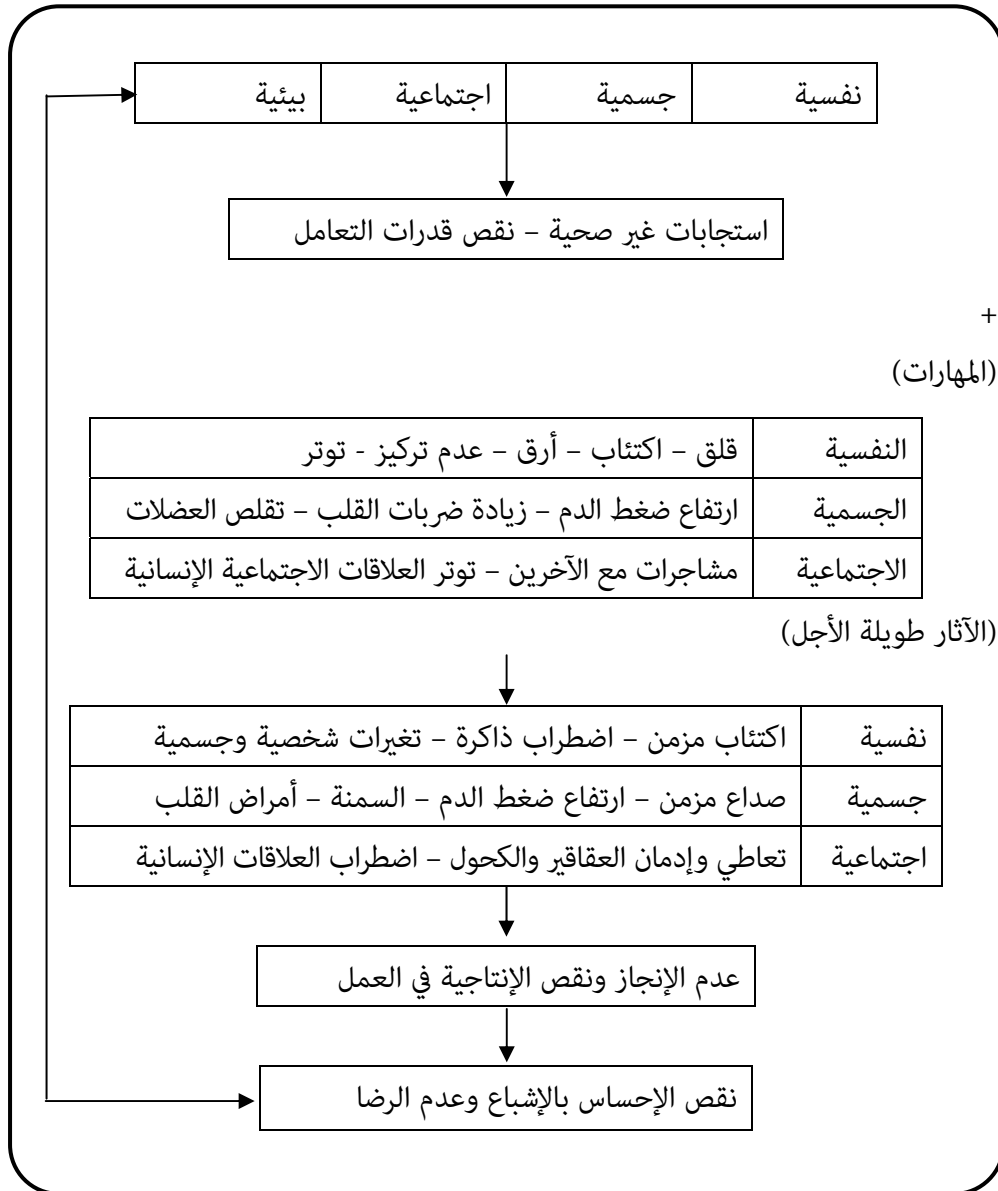 نفسية جسمية اجتماعية بيئية
استجابات غير صحية – نقص قدرات التعامل
+
(المهارات)
النفسية قلق – اكتئاب – أرق – عدم تركيز - توتر
الجسمية ارتفاع ضغط الدم – زيادة ضربات القلب – تقلص العضلات
الاجتماعية مشاجرات مع الآخرين – توتر العلاقات الاجتماعية الإنسانية
(الآثار طويلة الأجل)
نفسية اكتئاب مزمن – اضطراب ذاكرة – تغيرات شخصية وجسمية
جسمية صداع مزمن – ارتفاع ضغط الدم – السمنة – أمراض القلب
اجتماعية تعاطي وإدمان العقاقير والكحول – اضطراب العلاقات الإنسانية
عدم الإنجاز ونقص الإنتاجية في العمل
نقص الإحساس بالإشباع وعدم الرضا